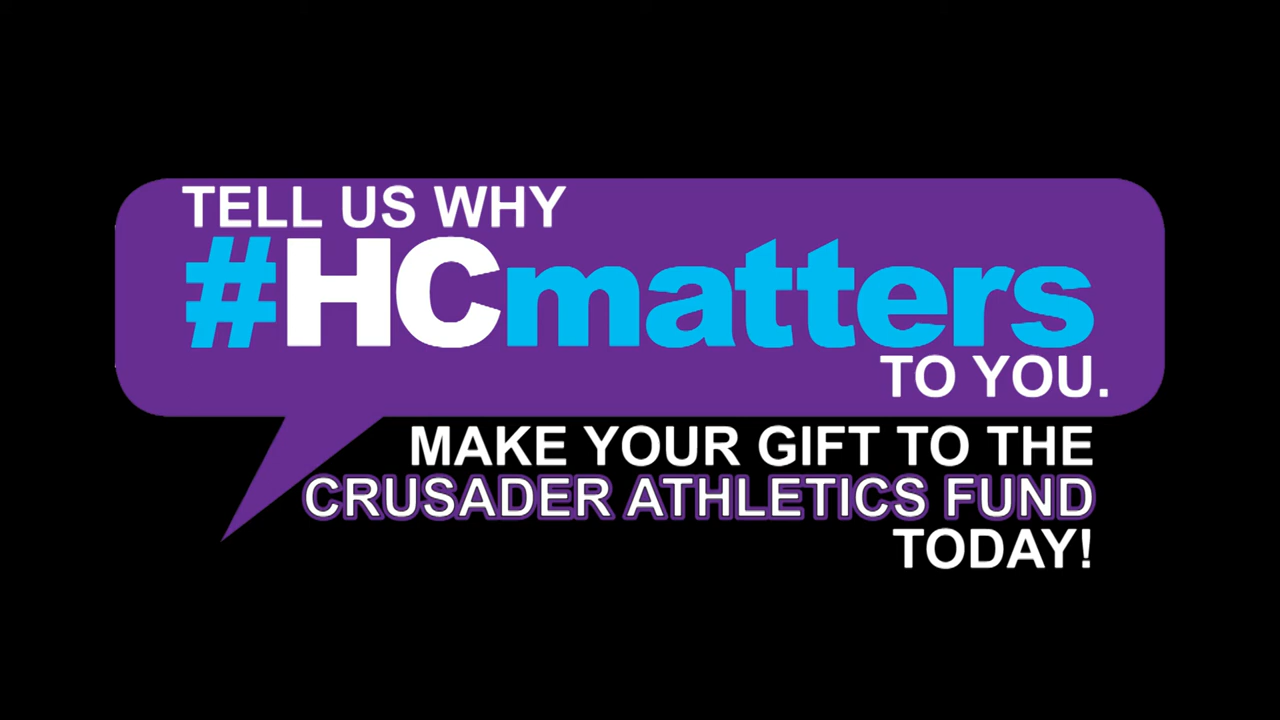 TELL US WHY
#HCmatters
TO YOU.
MAKE YOUR GIFT TO THE
CRUSADER ATHLETICS FUND
TODAY!